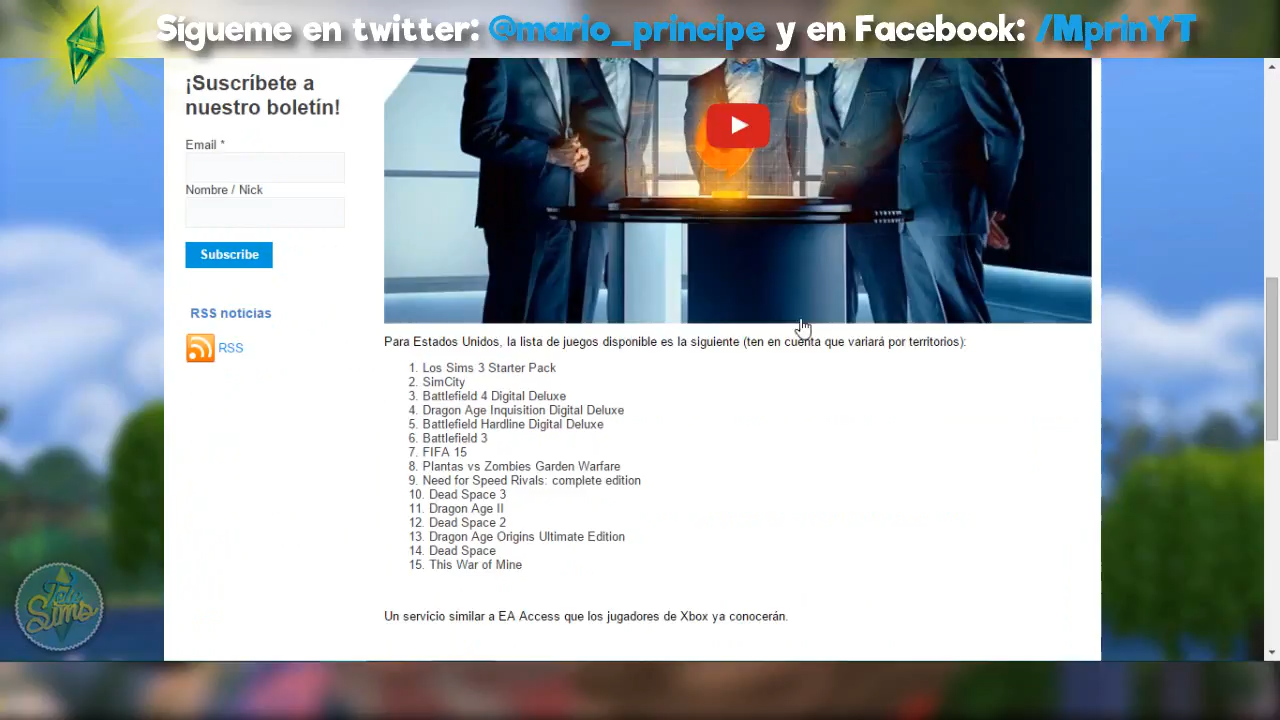 Sígueme en twitter: @mario_principe y en Facebook: /MprinYT
¡Suscríbete a
nuestro boletín!
Email *
Nombre / Nick
Subscribe
RSS noticias
RSS
Para Estados Unidos, la lista de juegos disponible es la siguiente (ten en cuenta que variará por territorios):
1. Los Sims 3 Starter Pack
2. SimCity
3. Battlefield 4 Digital Deluxe
4. Dragon Age Inquisition Digital Deluxe
5. Battlefield Hardline Digital Deluxe
6. Battlefield 3
7. FIFA 15
8. Plantas vs Zombies Garden Warfare
9. Need for Speed Rivals: complete edition
10. Dead Space 3
11. Dragon Age II
12. Dead Space 2
13. Dragon Age Origins Ultimate Edition
14. Dead Space
15. This War of Mine
Un servicio similar a EA Access que los jugadores de Xbox ya conocerán.
Sims